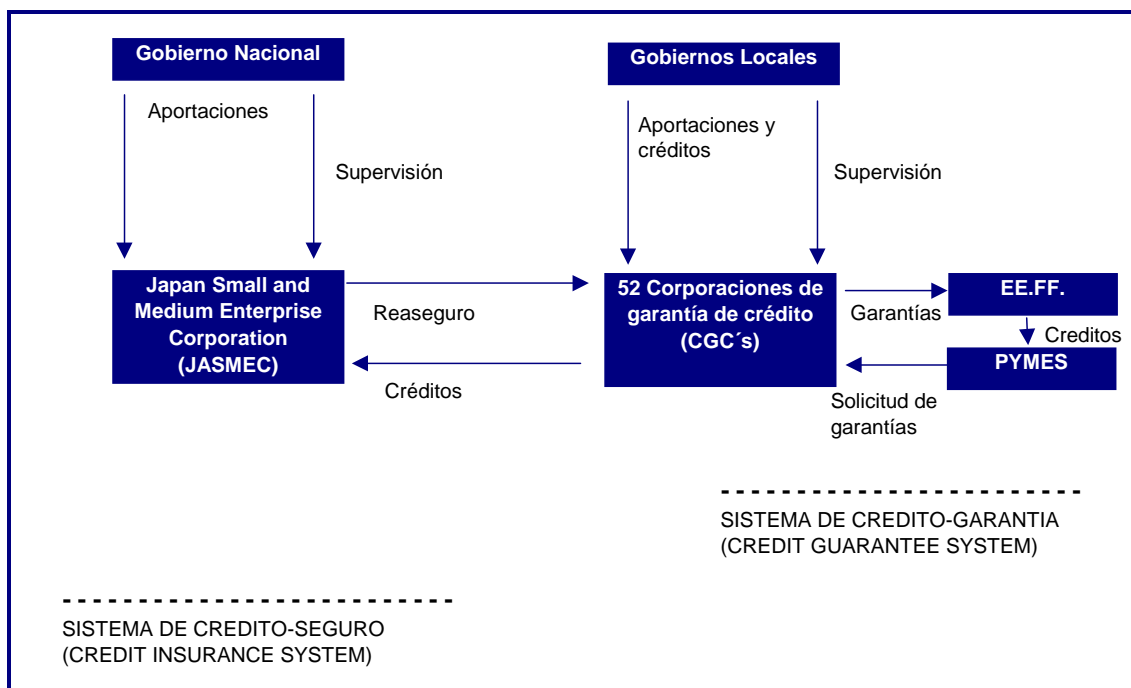 Gobierno Nacional
Gobiernos Locales
Aportaciones
Supervisión
Aportaciones y
créditos
Supervisión
Japan Small and
Medium Enterprise
Corporation
(JASMEC)
Reaseguro
Créditos
52 Corporaciones de
garantía de crédito
(CGC´s)
Garantías
EE.FF.
Creditos
PYMES
Solicitud de
garantías
SISTEMA DE CREDITO-GARANTIA
(CREDIT GUARANTEE SYSTEM)
SISTEMA DE CREDITO-SEGURO
(CREDIT INSURANCE SYSTEM)